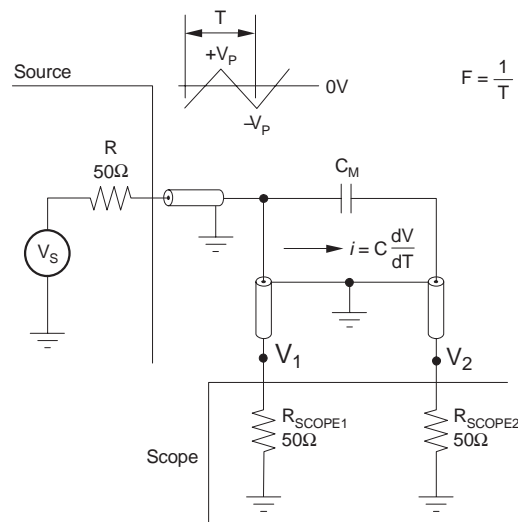 T
+V_P
0V
–V_P
F = 1/T
Source
R
50Ω
V_S
C_M
i = C dV/dT
V_1
V_2
R_SCOPE1
50Ω
R_SCOPE2
50Ω
Scope